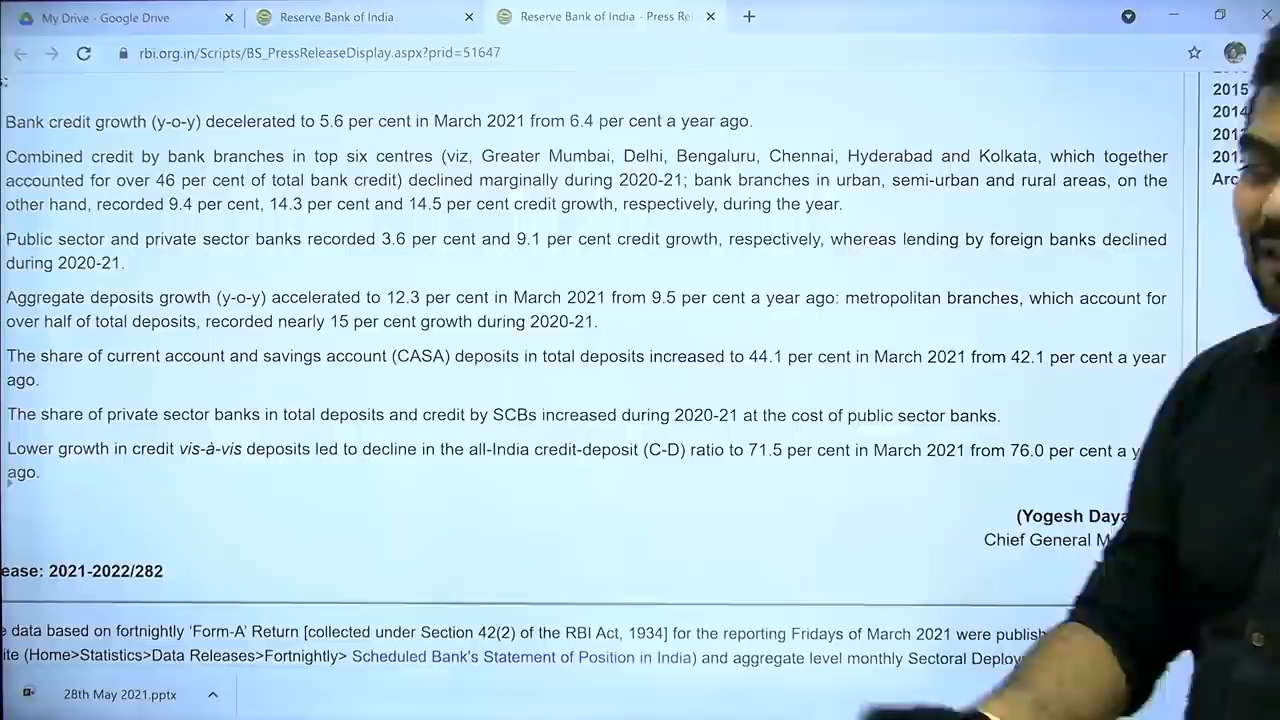 My Drive - Google Drive
Reserve Bank of India
Reserve Bank of India - Press Re
rbi.org.in/Scripts/BS_PressReleaseDisplay.aspx?prid=51647
Bank credit growth (y-o-y) decelerated to 5.6 per cent in March 2021 from 6.4 per cent a year ago.
Combined credit by bank branches in top six centres (viz, Greater Mumbai, Delhi, Bengaluru, Chennai, Hyderabad and Kolkata, which together
accounted for over 46 per cent of total bank credit) declined marginally during 2020-21; bank branches in urban, semi-urban and rural areas, on the
other hand, recorded 9.4 per cent, 14.3 per cent and 14.5 per cent credit growth, respectively, during the year.
Public sector and private sector banks recorded 3.6 per cent and 9.1 per cent credit growth, respectively, whereas lending by foreign banks declined
during 2020-21.
Aggregate deposits growth (y-o-y) accelerated to 12.3 per cent in March 2021 from 9.5 per cent a year ago: metropolitan branches, which account for
over half of total deposits, recorded nearly 15 per cent growth during 2020-21.
The share of current account and savings account (CASA) deposits in total deposits increased to 44.1 per cent in March 2021 from 42.1 per cent a year
ago.
The share of private sector banks in total deposits and credit by SCBs increased during 2020-21 at the cost of public sector banks.
Lower growth in credit vis-à-vis deposits led to decline in the all-India credit-deposit (C-D) ratio to 71.5 per cent in March 2021 from 76.0 per cent a y
ago.
(Yogesh Daya
Chief General M
ease: 2021-2022/282
e data based on fortnightly 'Form-A' Return [collected under Section 42(2) of the RBI Act, 1934] for the reporting Fridays of March 2021 were publish
ite (Home>Statistics>Data Releases>Fortnightly> Scheduled Bank's Statement of Position in India) and aggregate level monthly Sectoral Deploy
28th May 2021.pptx
2015
2014
201
201
Arc